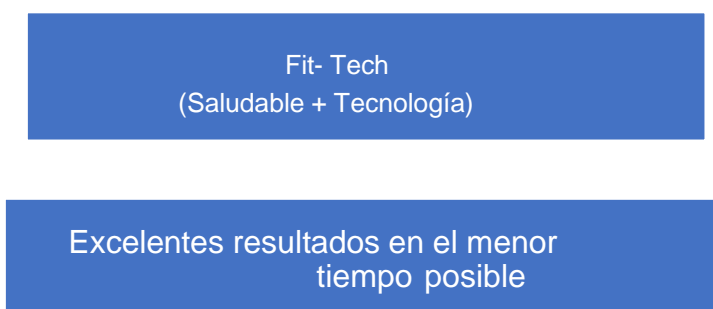 Fit- Tech
(Saludable + Tecnología)
Excelentes resultados en el menor
tiempo posible